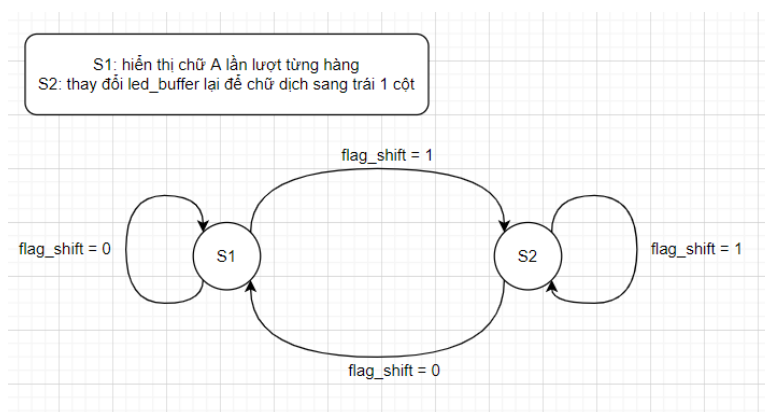 S1: hiển thị chữ A lần lượt từng hàng
S2: thay đổi led_buffer lại để chữ dịch sang trái 1 cột
flag_shift = 1
flag_shift = 0
S1
S2
flag_shift = 1
flag_shift = 0